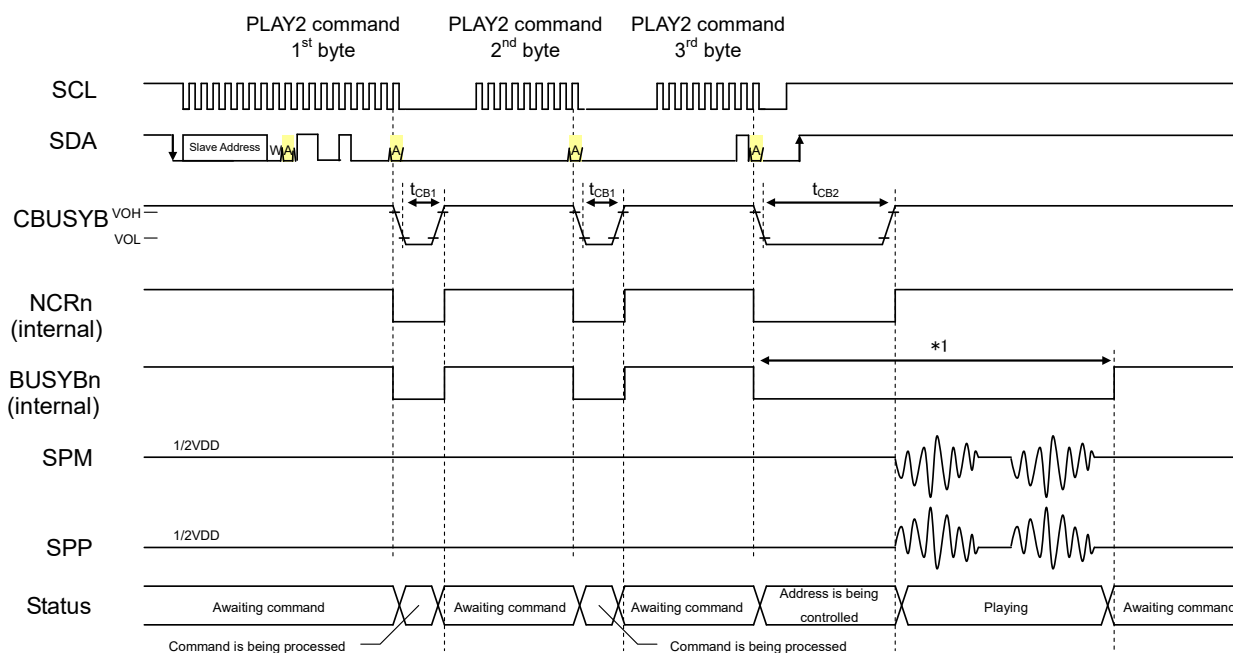 PLAY2 command
1st byte
PLAY2 command
2nd byte
PLAY2 command
3rd byte
SCL
SDA
Slave Address
W
A
A
A
A
tCB1
tCB1
tCB2
CBUSYB
VOH
VOL
NCRn
(internal)
*1
BUSYBn
(internal)
1/2VDD
SPM
1/2VDD
SPP
Status
Awaiting command
Awaiting command
Awaiting command
Address is being
controlled
Playing
Awaiting command
Command is being processed
Command is being processed